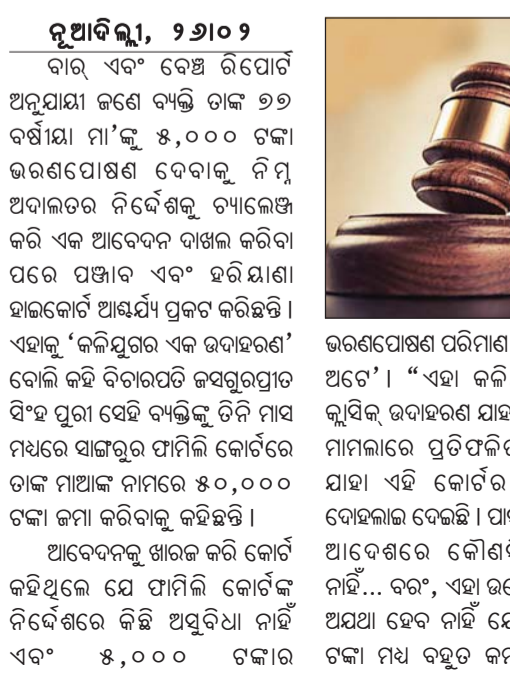 ନୂଆଦିଲ୍ଲୀ, ୨୬।୦୨
ବାର୍ ଏବଂ ବେଞ୍ଚ ରିପୋର୍ଟ
ଅନୁଯାୟୀ ଜଣେ ବ୍ୟକ୍ତି ତାଙ୍କ ୭୭
ବର୍ଷୀୟା ମା’ଙ୍କୁ ୫,୦୦୦ ଟଙ୍କା
ଭରଣପୋଷଣ ଦେବାକୁ ନିମ୍ନ
ଅଦାଲତର ନିର୍ଦ୍ଦେଶକୁ ଚ୍ୟାଲେଞ୍ଜ
କରି ଏକ ଆବେଦନ ଦାଖଲ କରିବା
ପରେ ପଞ୍ଜାବ ଏବଂ ହରିୟାଣା
ହାଇକୋର୍ଟ ଆଶ୍ଚର୍ଯ୍ୟ ପ୍ରକଟ କରିଛନ୍ତି ।
ଏହାକୁ ‘କଳିଯୁଗର ଏକ ଉଦାହରଣ’
ବୋଲି କହି ବିଚାରପତି ଜସଗୁରପ୍ରୀତ
ସିଂହ ପୁରୀ ସେହି ବ୍ୟକ୍ତିଙ୍କୁ ତିନି ମାସ
ମଧ୍ୟରେ ସାଙ୍ଗରୁର ଫାମିଲି କୋର୍ଟରେ
ତାଙ୍କ ମାଆଙ୍କ ନାମରେ ୫୦,୦୦୦
ଟଙ୍କା ଜମା କରିବାକୁ କହିଛନ୍ତି ।
ଆବେଦନକୁ ଖାରଜ କରି କୋର୍ଟ
କହିଥିଲେ ଯେ ଫାମିଲି କୋର୍ଟଙ୍କ
ନିର୍ଦ୍ଦେଶରେ କିଛି ଅସୁବିଧା ନାହିଁ
ଏବଂ ୫,୦୦୦ ଟଙ୍କାର
ଭରଣପୋଷଣ ପରିମାଣ
ଅଟେ’। “ଏହା କଳି
କ୍ଲାସିକ୍ ଉଦାହରଣ
ମାମଲାରେ
ଯାହା ଏହି କୋର୍ଟର
ଦୋହଲାଇ ଦେଇଛି ।
ଆଦେଶରେ
ନାହିଁ... ବରଂ, ଏହା
ଅଯଥା ହେବ ନାହିଁ
ଟଙ୍କା ମଧ୍ୟ ବହୁତ